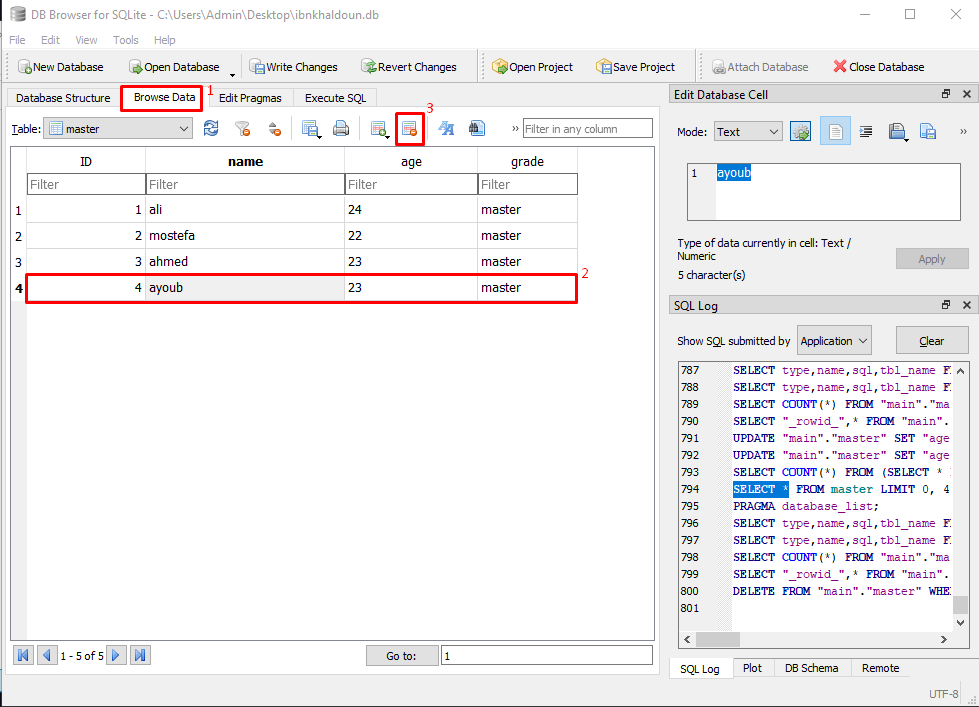 DB Browser for SQLite - C:\Users\Admin\Desktop\ibnkhaldoun.db
File Edit View Tools Help
New Database Open Database Write Changes Revert Changes Open Project Save Project Attach Database Close Database
Database Structure Browse Data 1 Edit Pragmas Execute SQL
3
Table: master » Filter in any column
ID name age grade
Filter Filter Filter Filter
1 1 ali 24 master
2 2 mostefa 22 master
3 3 ahmed 23 master
4 4 ayoub 23 master 2
1 - 5 of 5 Go to: 1
Edit Database Cell
Mode: Text »
1 ayoub
Type of data currently in cell: Text /
Numeric
5 character(s)
Apply
SQL Log
Show SQL submitted by Application Clear
787 SELECT type,name,sql,tbl_name F
788 SELECT type,name,sql,tbl_name F
789 SELECT COUNT(*) FROM "main"."ma
790 SELECT "_rowid_",* FROM "main".
791 UPDATE "main"."master" SET "age
792 UPDATE "main"."master" SET "age
793 SELECT COUNT(*) FROM (SELECT *
794 SELECT * FROM master LIMIT 0, 4
795 PRAGMA database_list;
796 SELECT type,name,sql,tbl_name F
797 SELECT type,name,sql,tbl_name F
798 SELECT COUNT(*) FROM "main"."ma
799 SELECT "_rowid_",* FROM "main".
800 DELETE FROM "main"."master" WHE
801
SQL Log Plot DB Schema Remote
UTF-8